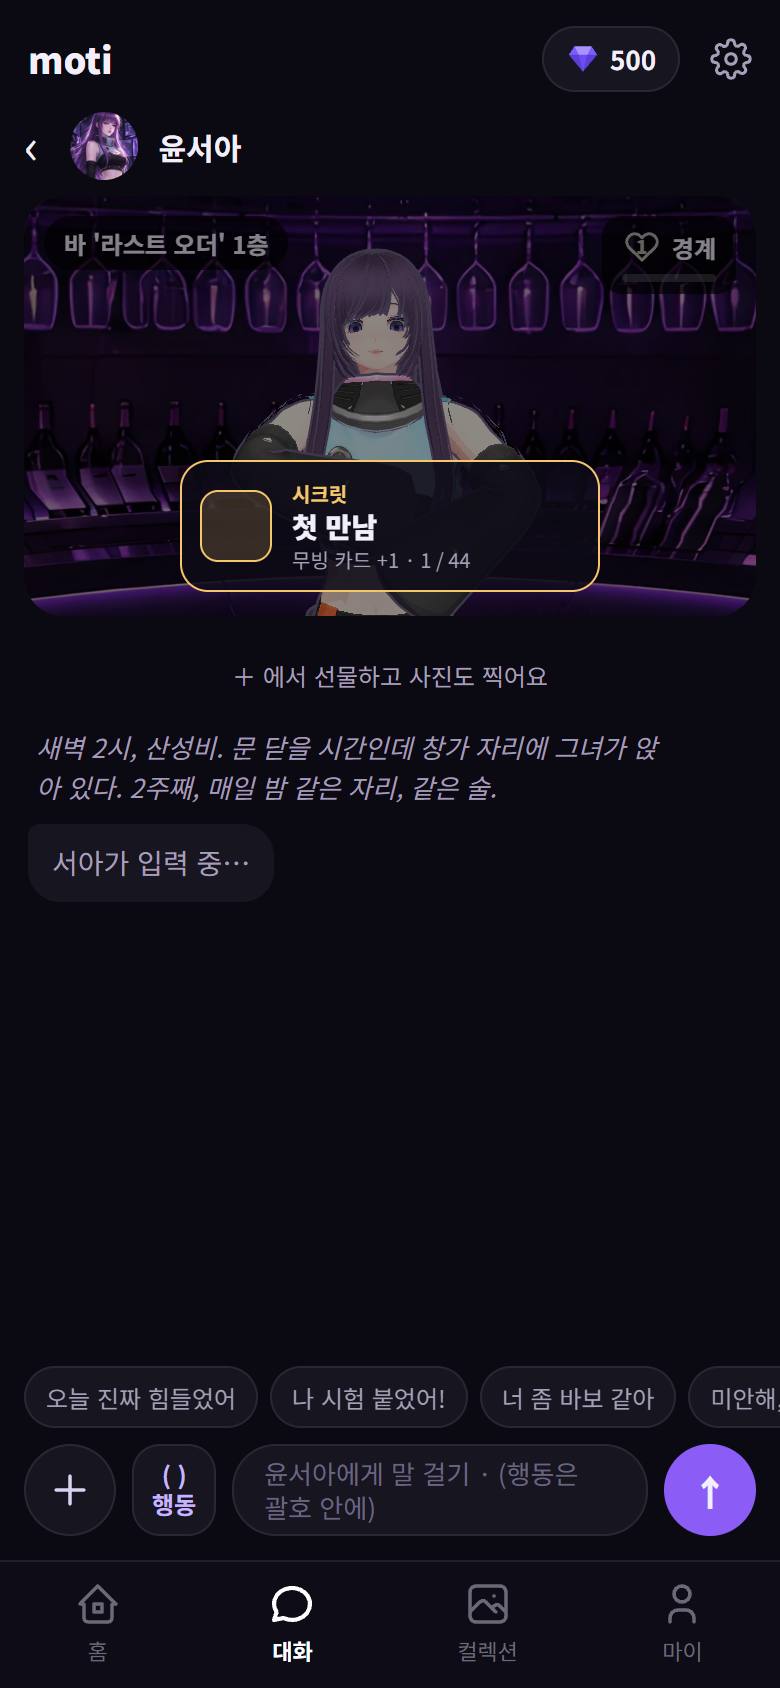 moti
500
‹
윤서아
바 '라스트 오더' 1층
1 경계
시크릿
첫 만남
무빙 카드 +1 · 1 / 44
+ 에서 선물하고 사진도 찍어요
새벽 2시, 산성비. 문 닫을 시간인데 창가 자리에 그녀가 앉
아 있다. 2주째, 매일 밤 같은 자리, 같은 술.
서아가 입력 중…
오늘 진짜 힘들었어
나 시험 붙었어!
너 좀 바보 같아
미안해,
( )
행동
윤서아에게 말 걸기 · (행동은
괄호 안에)
홈
대화
컬렉션
마이